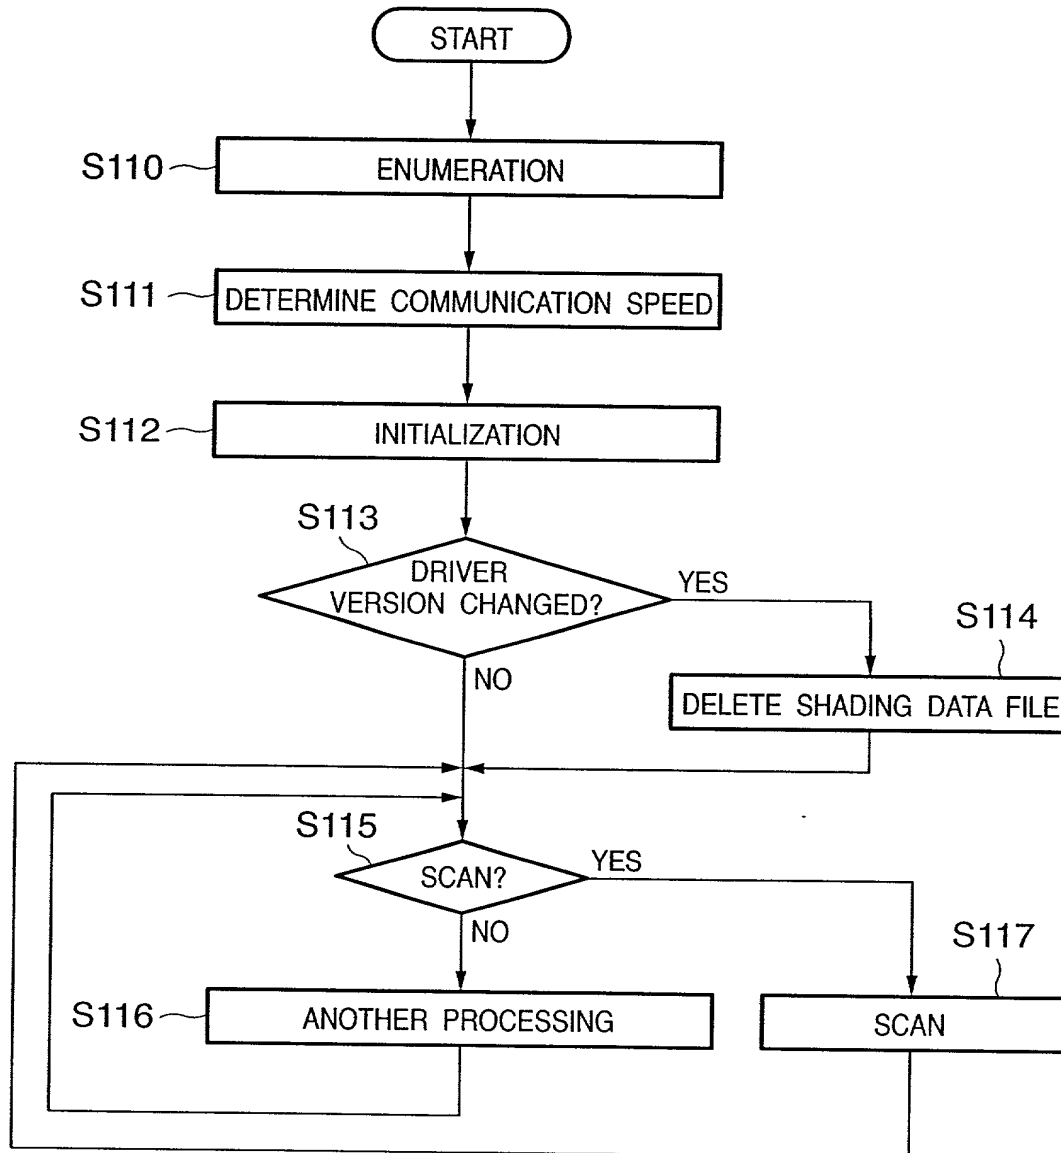 START
S110
ENUMERATION
S111
DETERMINE COMMUNICATION SPEED
S112
INITIALIZATION
S113
DRIVER
VERSION CHANGED?
YES
NO
S114
DELETE SHADING DATA FILE
S115
SCAN?
YES
NO
S116
ANOTHER PROCESSING
S117
SCAN